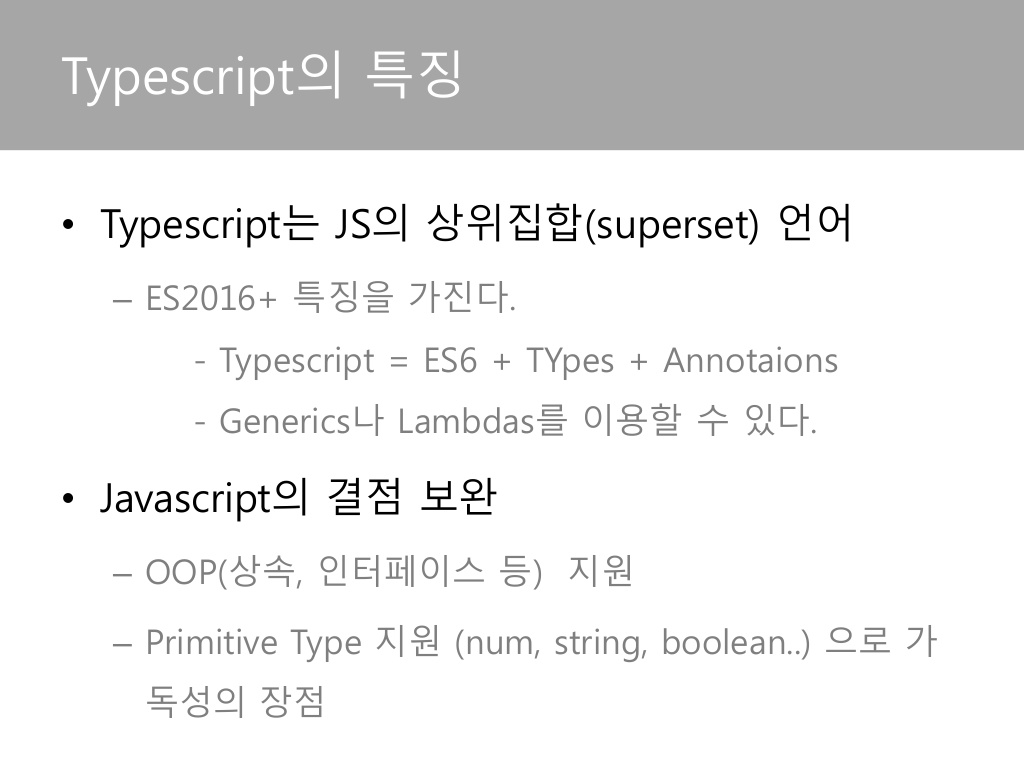 Typescript의 특징
• Typescript는 JS의 상위집합(superset) 언어
– ES2016+ 특징을 가진다.
- Typescript = ES6 + TYpes + Annotaions
- Generics나 Lambdas를 이용할 수 있다.
• Javascript의 결점 보완
– OOP(상속, 인터페이스 등) 지원
– Primitive Type 지원 (num, string, boolean..) 으로 가
독성의 장점